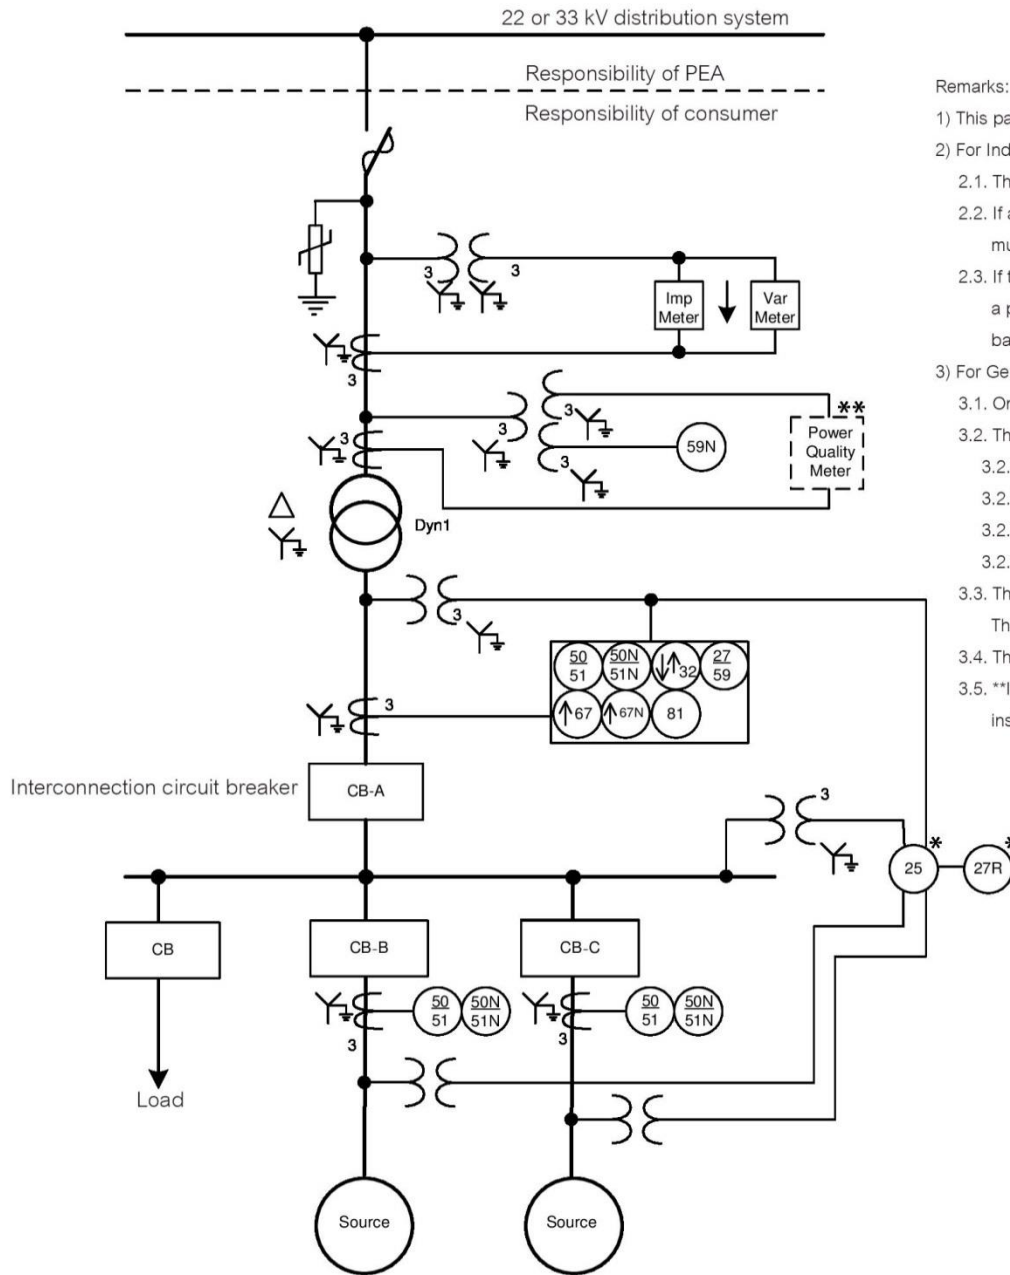 22 or 33 kV distribution system
Responsibility of PEA
Responsibility of consumer
Remarks:
1) This pa
2) For Ind
2.1. Th
2.2. If a
mu
2.3. If t
a p
ba
3) For Ge
3.1. Or
3.2. Th
3.2.
3.2.
3.2.
3.2.
3.3. Th
Th
3.4. Th
3.5. **I
ins
3
3
Imp
Meter
Var
Meter
3
3
3
3
3
59N
**
Power
Quality
Meter
Dyn1
3
50
51
50N
51N
32
27
59
67
67N
81
3
Interconnection circuit breaker
CB-A
3
25
*
27R
*
CB
CB-B
CB-C
3
50
51
50N
51N
3
50
51
50N
51N
Load
Source
Source